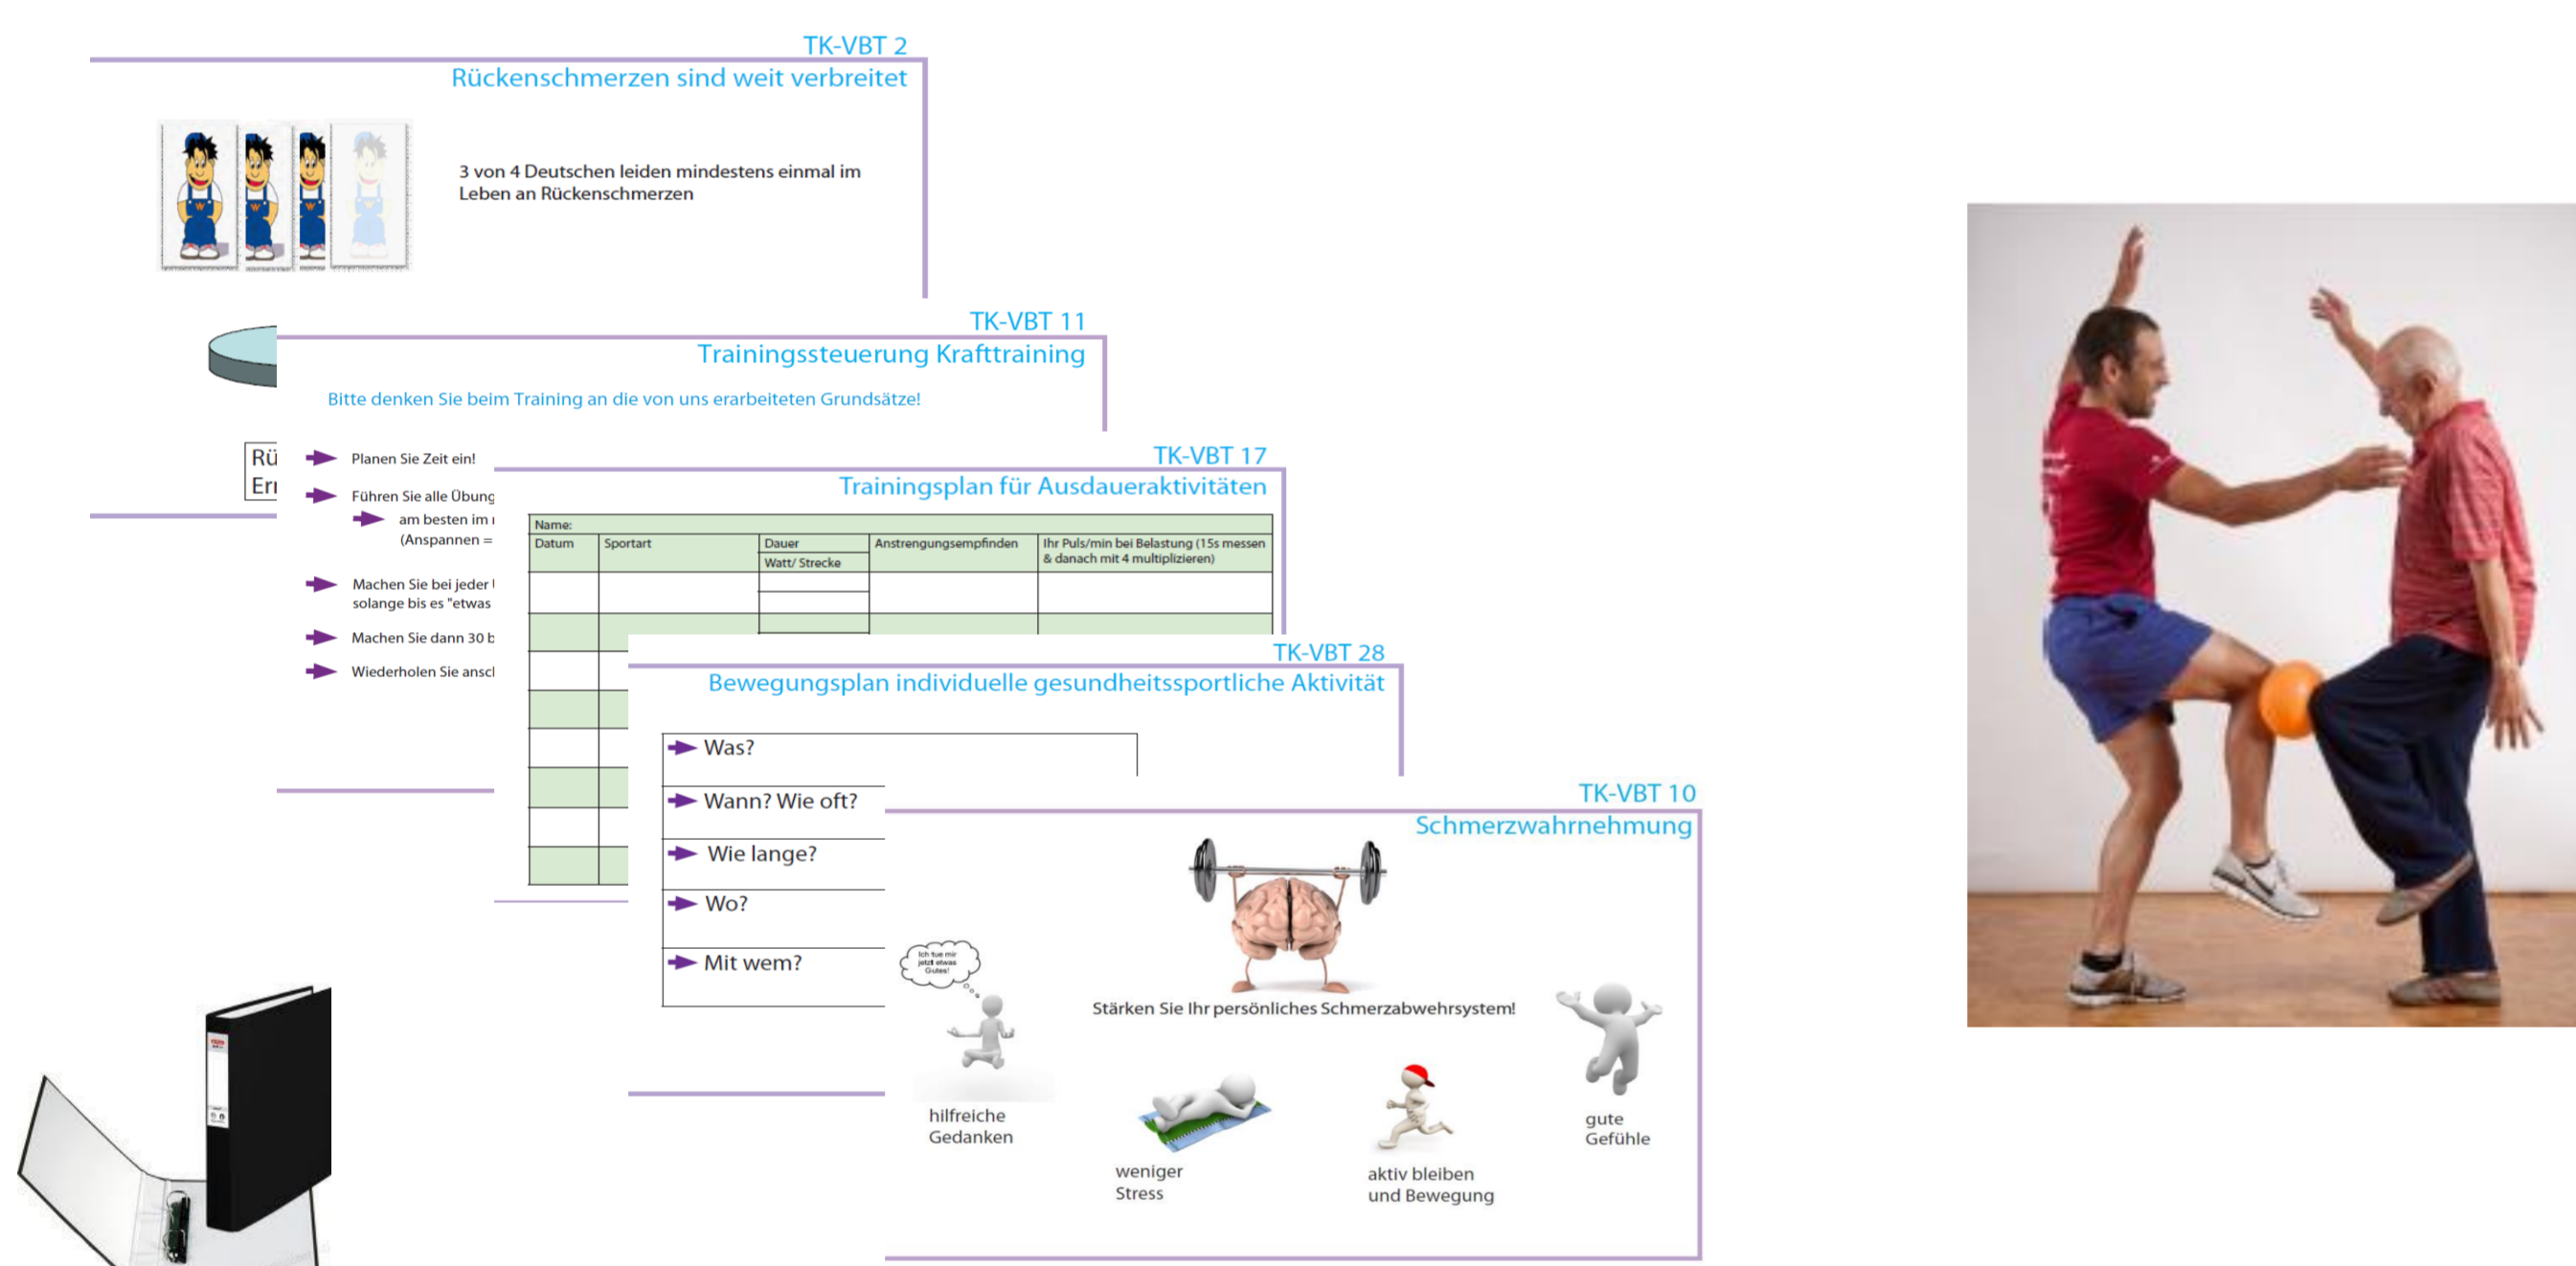 TK-VBT 2
Rückenschmerzen sind weit verbreitet
3 von 4 Deutschen leiden mindestens einmal im
Leben an Rückenschmerzen
TK-VBT 11
Trainingssteuerung Krafttraining
Bitte denken Sie beim Training an die von uns erarbeiteten Grundsätze!
Planen Sie Zeit ein!
Führen Sie alle Übung
am besten im
(Anspannen =
Machen Sie bei jeder
solange bis es "etwas
Machen Sie dann 30 b
Wiederholen Sie ansc
TK-VBT 17
Trainingsplan für Ausdaueraktivitäten
Name:
Datum
Sportart
Dauer
Watt/ Strecke
Anstrengungsempfinden
Ihr Puls/min bei Belastung (15s messen
& danach mit 4 multiplizieren)
TK-VBT 28
Bewegungsplan individuelle gesundheitssportliche Aktivität
Was?
Wann? Wie oft?
Wie lange?
Wo?
Mit wem?
TK-VBT 10
Schmerzwahrnehmung
Ich tue mir
jetzt etwas
Gutes!
Stärken Sie Ihr persönliches Schmerzabwehrsystem!
hilfreiche
Gedanken
weniger
Stress
aktiv bleiben
und Bewegung
gute
Gefühle